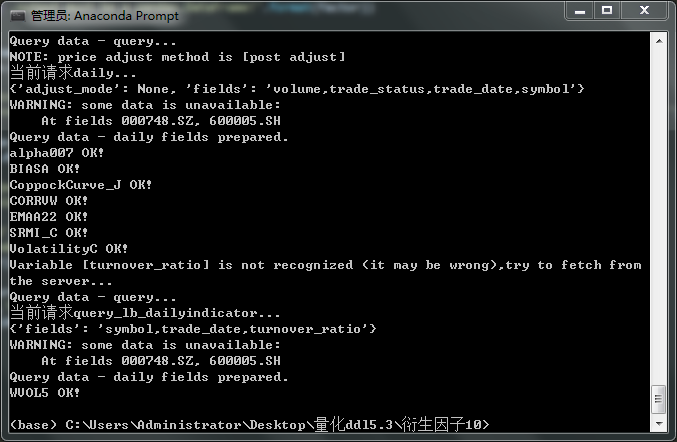 管理员: Anaconda Prompt
Query data - query...
NOTE: price adjust method is [post adjust]
当前请求daily...
{'adjust_mode': None, 'fields': 'volume,trade_status,trade_date,symbol'}
WARNING: some data is unavailable:
    At fields 000748.SZ, 600005.SH
Query data - daily fields prepared.
alpha007 OK!
BIASA OK!
CoppockCurve_J OK!
CORRVW OK!
EMAA22 OK!
SRMI_C OK!
VolatilityC OK!
Variable [turnover_ratio] is not recognized (it may be wrong),try to fetch from
the server...
Query data - query...
当前请求query_lb_dailyindicator...
{'fields': 'symbol,trade_date,turnover_ratio'}
WARNING: some data is unavailable:
    At fields 000748.SZ, 600005.SH
Query data - daily fields prepared.
WVOL5 OK!
(base) C:\Users\Administrator\Desktop\量化ddl5.3\衍生因子10>